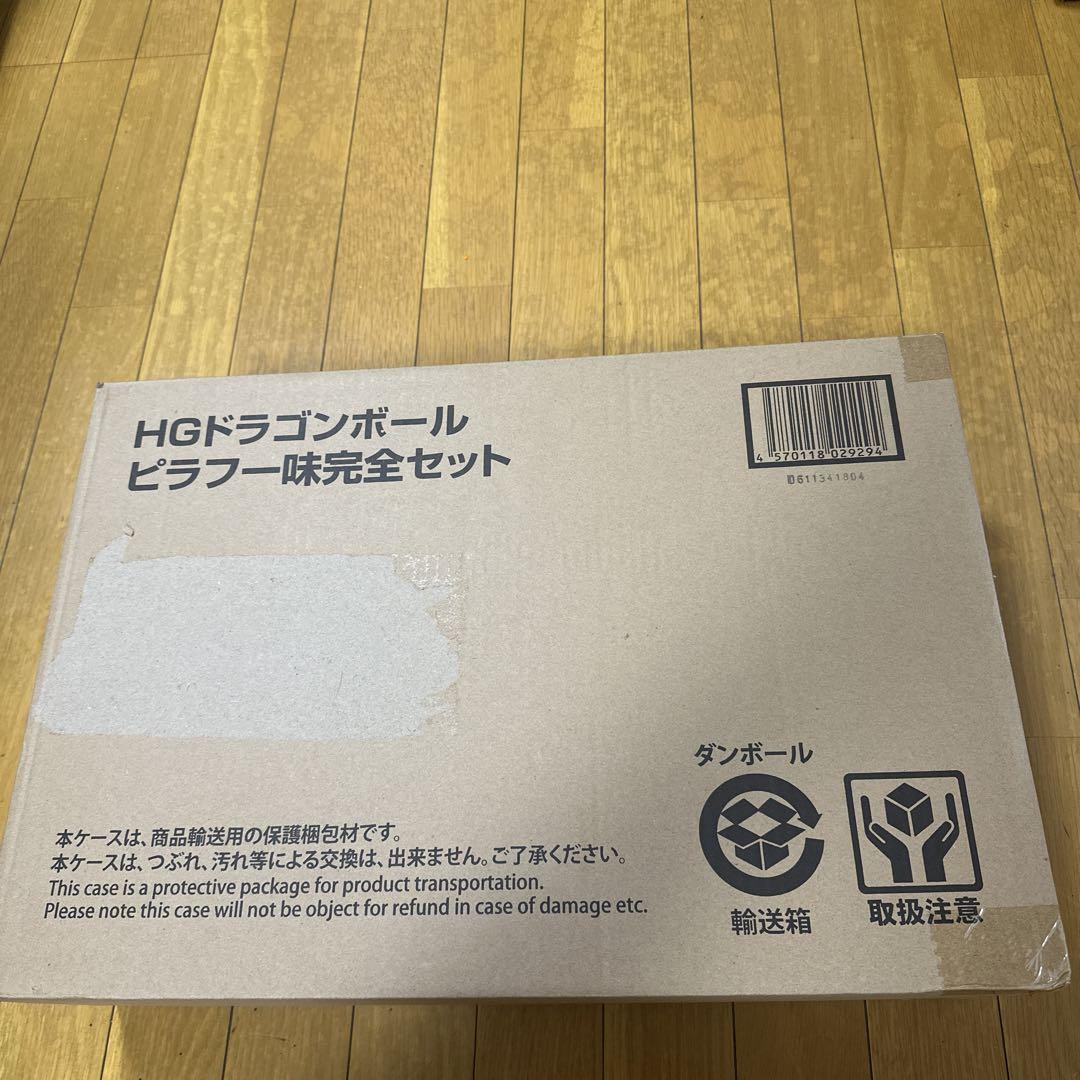 HGドラゴンボール
ピラフ一味完全セット
4 570118 029294
ID611341804
ダンボール
輸送箱
取扱注意
本ケースは、商品輸送用の保護梱包材です。
本ケースは、つぶれ、汚れ等による交換は、出来ません。ご了承ください。
This case is a protective package for product transportation.
Please note this case will not be object for refund in case of damage etc.